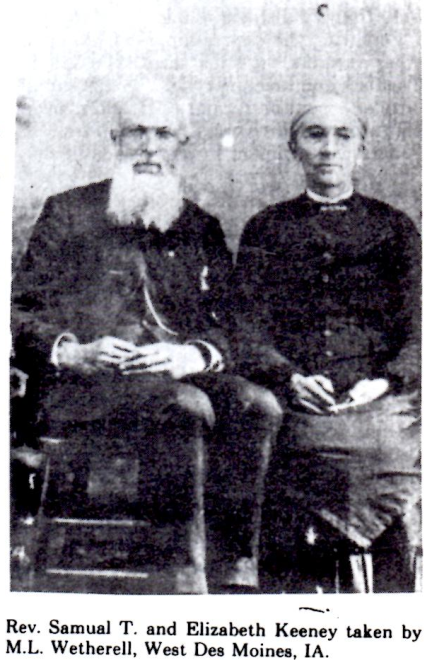 Rev. Samual T. and Elizabeth Keeney taken by
M.L. Wetherell, West Des Moines, IA.